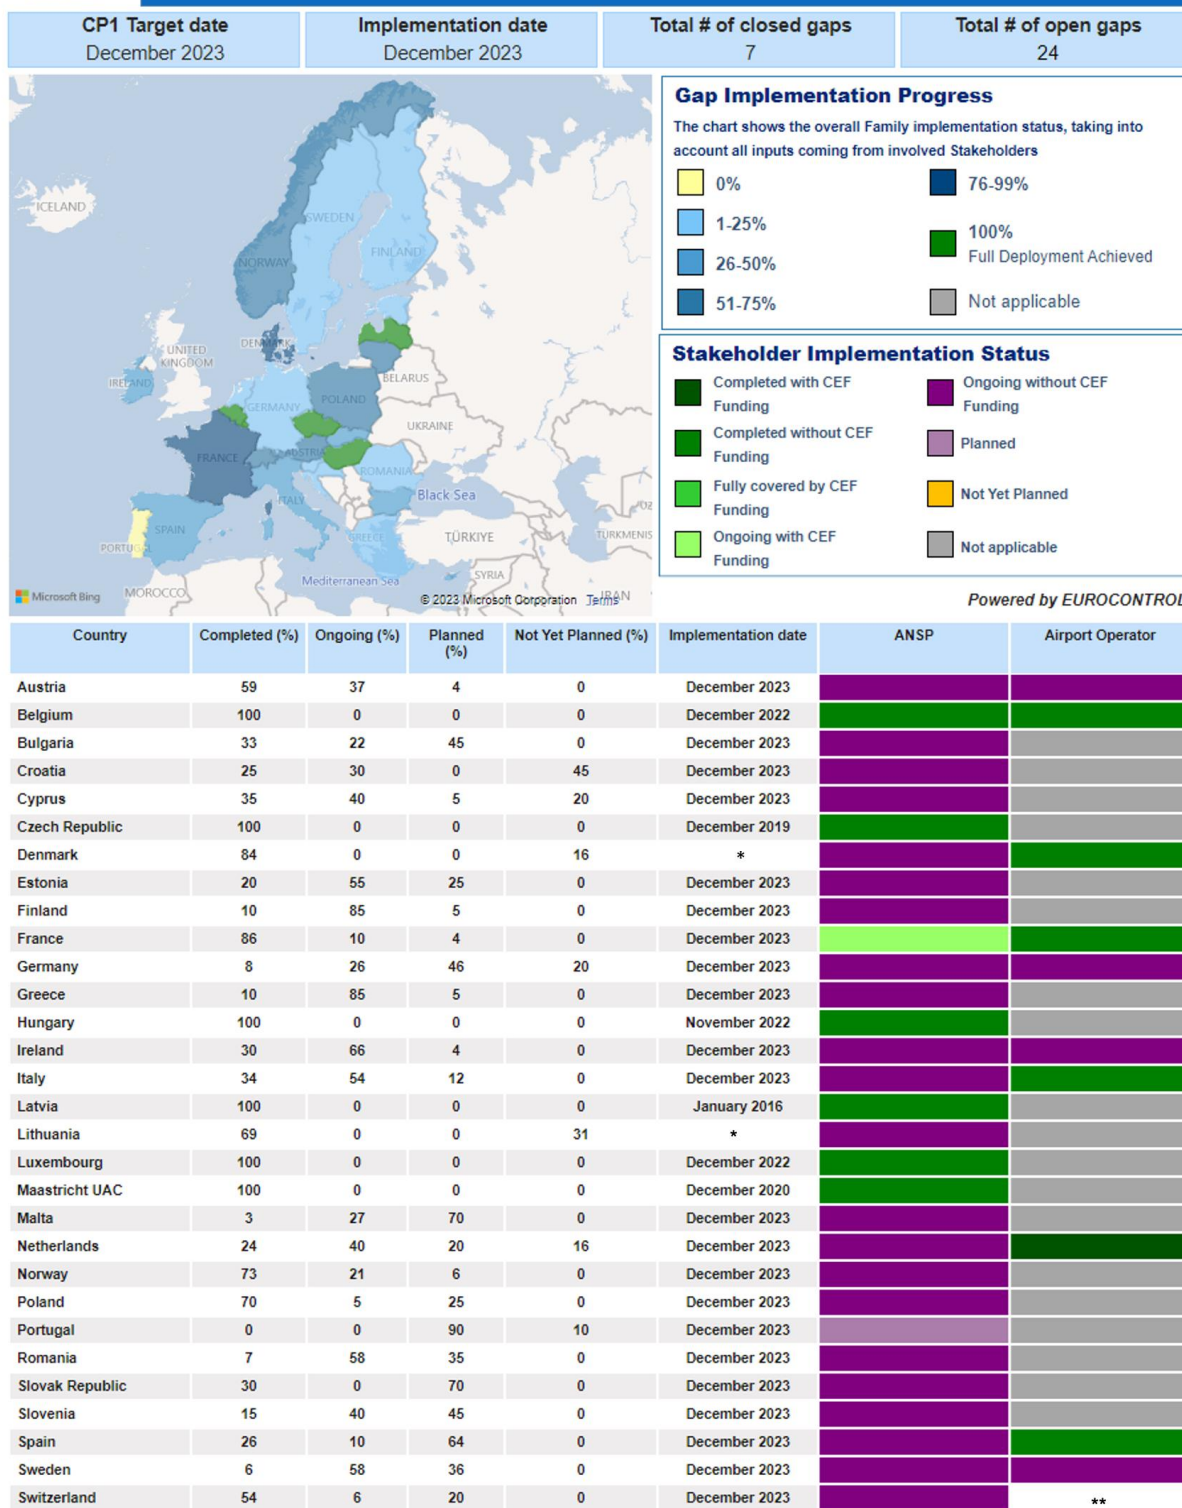 CP1 Target date
December 2023
Implementation date
December 2023
Total # of closed gaps
7
Total # of open gaps
24
ICELAND
SWEDEN
FINLAND
NORWAY
DENMARK
UNITED
KINGDOM
IRELAND
BELARUS
GERMANY
POLAND
UKRAINE
FRANCE
AUSTRIA
ROMANIA
ITALY
Black Sea
SPAIN
PORTUGAL
GREECE
TÜRKIYE
TURKMENIS
SYRIA
Mediterranean Sea
MOROCCO
IRAN
Microsoft Bing
© 2023 Microsoft Corporation Terms
Gap Implementation Progress
The chart shows the overall Family implementation status, taking into
account all inputs coming from involved Stakeholders
0%
1-25%
26-50%
51-75%
76-99%
100%
Full Deployment Achieved
Not applicable
Stakeholder Implementation Status
Completed with CEF
Funding
Completed without CEF
Funding
Fully covered by CEF
Funding
Ongoing with CEF
Funding
Ongoing without CEF
Funding
Planned
Not Yet Planned
Not applicable
Powered by EUROCONTROL
Country Completed (%) Ongoing (%) Planned (%) Not Yet Planned (%) Implementation date ANSP Airport Operator
Austria 59 37 4 0 December 2023
Belgium 100 0 0 0 December 2022
Bulgaria 33 22 45 0 December 2023
Croatia 25 30 0 45 December 2023
Cyprus 35 40 5 20 December 2023
Czech Republic 100 0 0 0 December 2019
Denmark 84 0 0 16 *
Estonia 20 55 25 0 December 2023
Finland 10 85 5 0 December 2023
France 86 10 4 0 December 2023
Germany 8 26 46 20 December 2023
Greece 10 85 5 0 December 2023
Hungary 100 0 0 0 November 2022
Ireland 30 66 4 0 December 2023
Italy 34 54 12 0 December 2023
Latvia 100 0 0 0 January 2016
Lithuania 69 0 0 31 *
Luxembourg 100 0 0 0 December 2022
Maastricht UAC 100 0 0 0 December 2020
Malta 3 27 70 0 December 2023
Netherlands 24 40 20 16 December 2023
Norway 73 21 6 0 December 2023
Poland 70 5 25 0 December 2023
Portugal 0 0 90 10 December 2023
Romania 7 58 35 0 December 2023
Slovak Republic 30 0 70 0 December 2023
Slovenia 15 40 45 0 December 2023
Spain 26 10 64 0 December 2023
Sweden 6 58 36 0 December 2023
Switzerland 54 6 20 0 December 2023 **